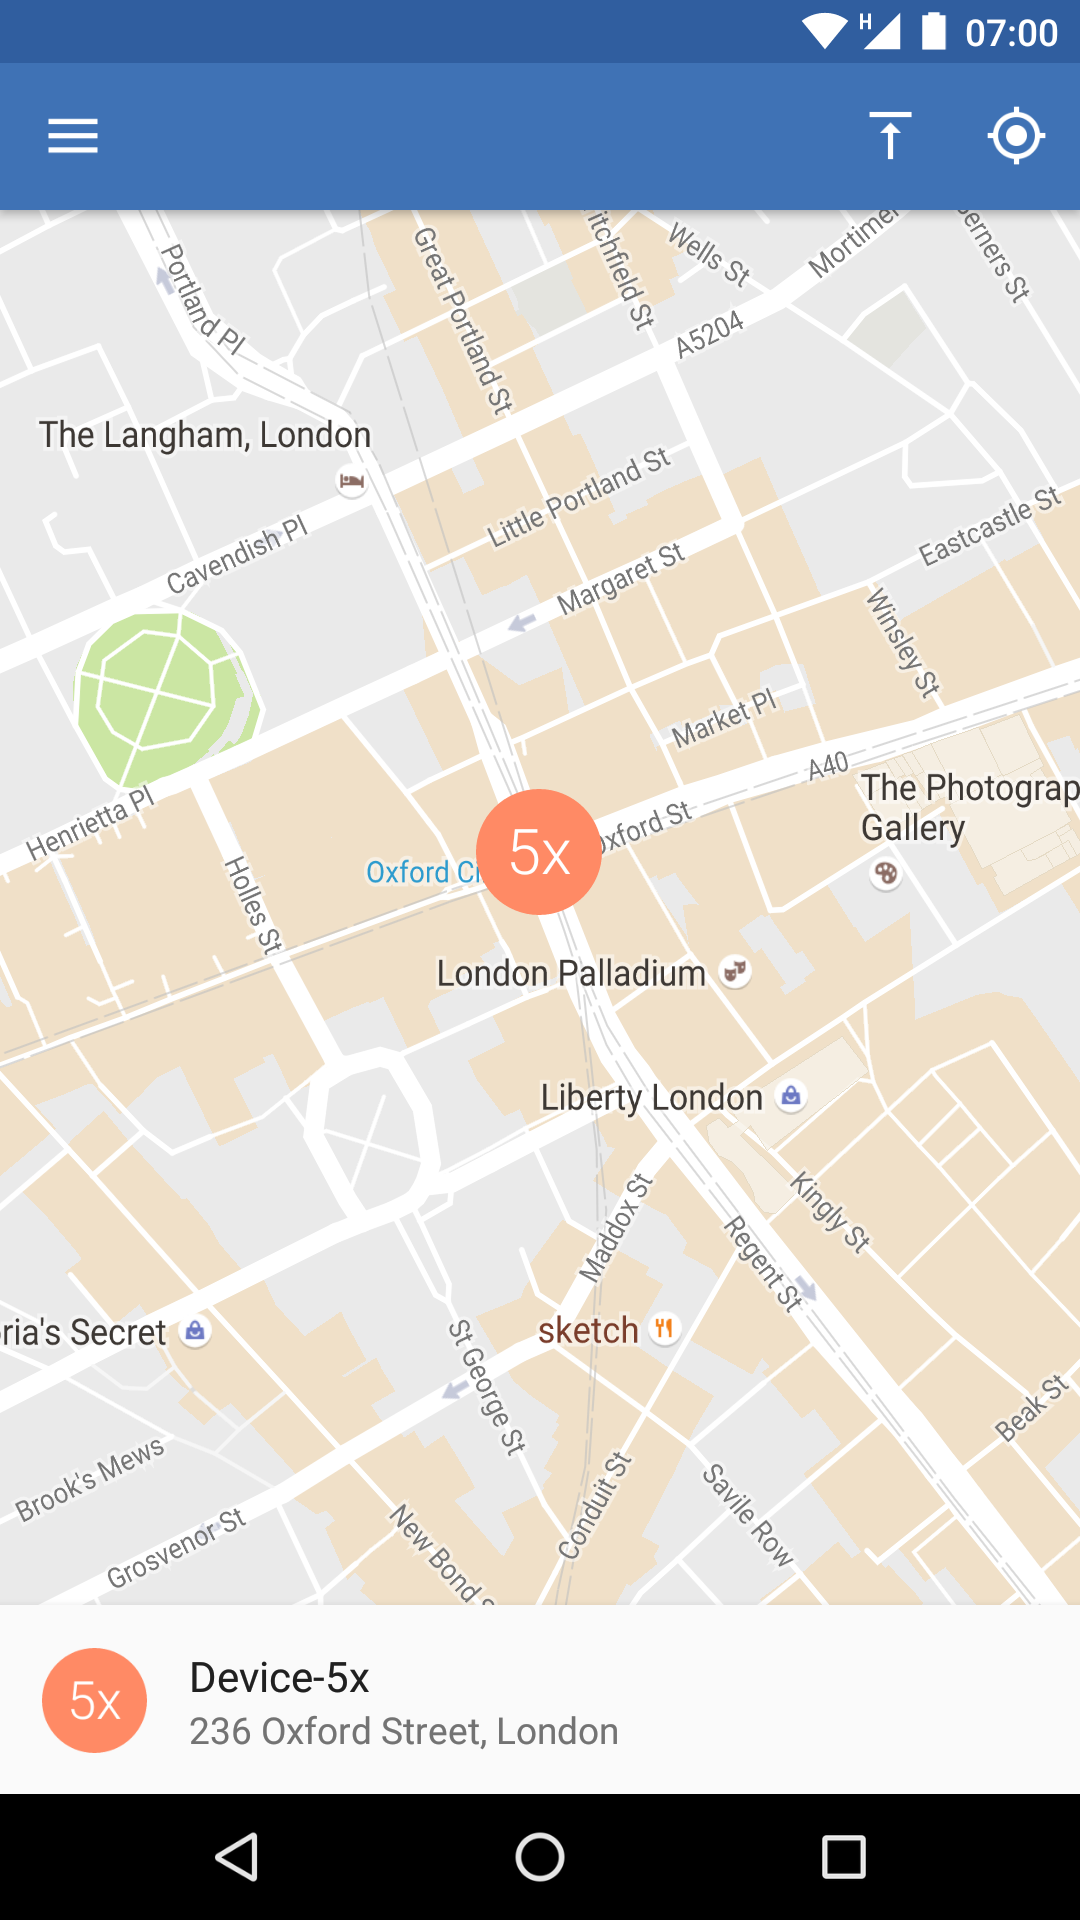 H 07:00
Portland Pl
Great Portland St
itchfield St
Wells St
Mortimer
erners St
A5204
The Langham, London
Little Portland St
Cavendish Pl
Margaret St
Eastcastle St
Winsley St
Market Pl
A40
The Photograp
Gallery
Henrietta Pl
Oxford St
Oxford Ci
5x
Holles St
London Palladium
Liberty London
Kingly St
Maddox St
Regent St
ria's Secret
sketch
St George St
Beak St
Brook's Mews
Conduit St
Savile Row
Grosvenor St
New Bond S
5x
Device-5x
236 Oxford Street, London